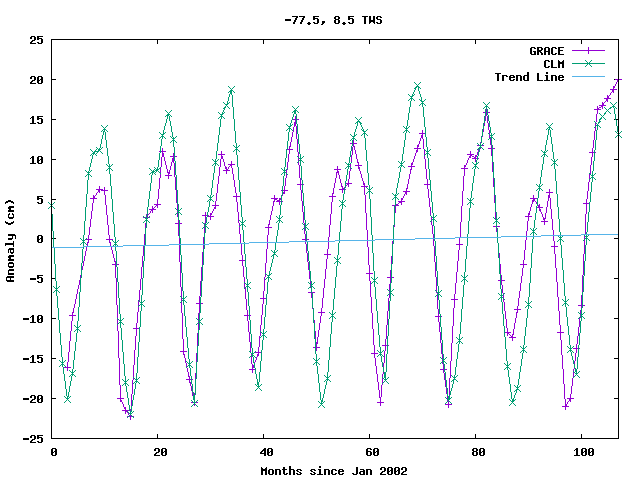 -77.5, 8.5 TWS
GRACE
CLM
Trend Line
25
20
15
10
5
0
-5
-10
-15
-20
-25
Anomaly (cm)
0 20 40 60 80 100
Months since Jan 2002